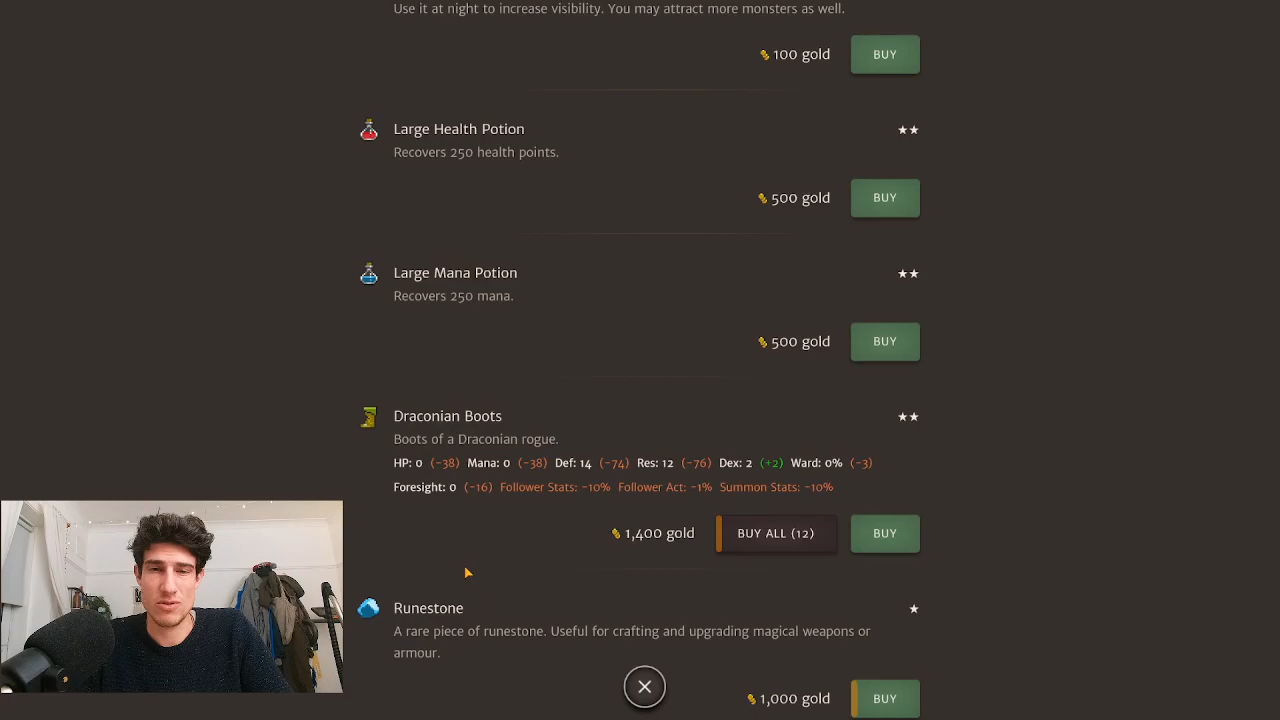 Use it at night to increase visibility. You may attract more monsters as well.
100 gold BUY
Large Health Potion ★★
Recovers 250 health points.
500 gold BUY
Large Mana Potion ★★
Recovers 250 mana.
500 gold BUY
Draconian Boots ★★
Boots of a Draconian rogue.
HP: 0 (-38) Mana: 0 (-38) Def: 14 (-74) Res: 12 (-76) Dex: 2 (+2) Ward: 0% (-3)
Foresight: 0 (-16) Follower Stats: -10% Follower Act: -1% Summon Stats: -10%
1,400 gold BUY ALL (12) BUY
Runestone ★
A rare piece of runestone. Useful for crafting and upgrading magical weapons or
armour.
1,000 gold BUY